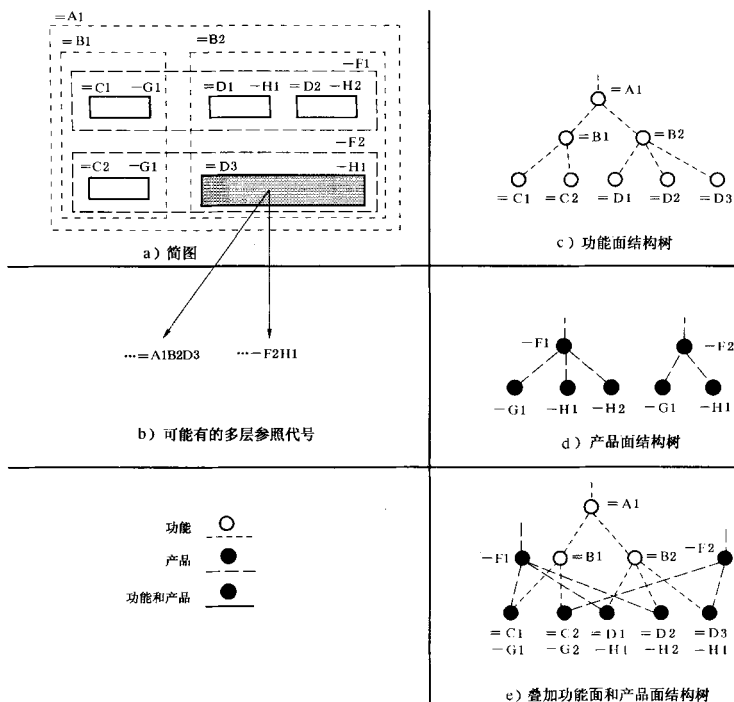 =A1
=B1
=B2
-F1
=C1 -G1
=D1 -H1
=D2 -H2
-F2
=C2 -G1
=D3 -H1
a)简图
…=A1B2D3
…-F2H1
b)可能有的多层参照代号
功能
产品
功能和产品
=A1
=B1
=B2
=C1 =C2 =D1 =D2 =D3
c)功能面结构树
-F1
-F2
-G1 -H1 -H2
-G1 -H1
d)产品面结构树
=A1
-F1
=B1
=B2
-F2
=C1 =C2 =D1 =D2 =D3
-G1 -G2 -H1 -H2 -H1
e)叠加功能面和产品面结构树